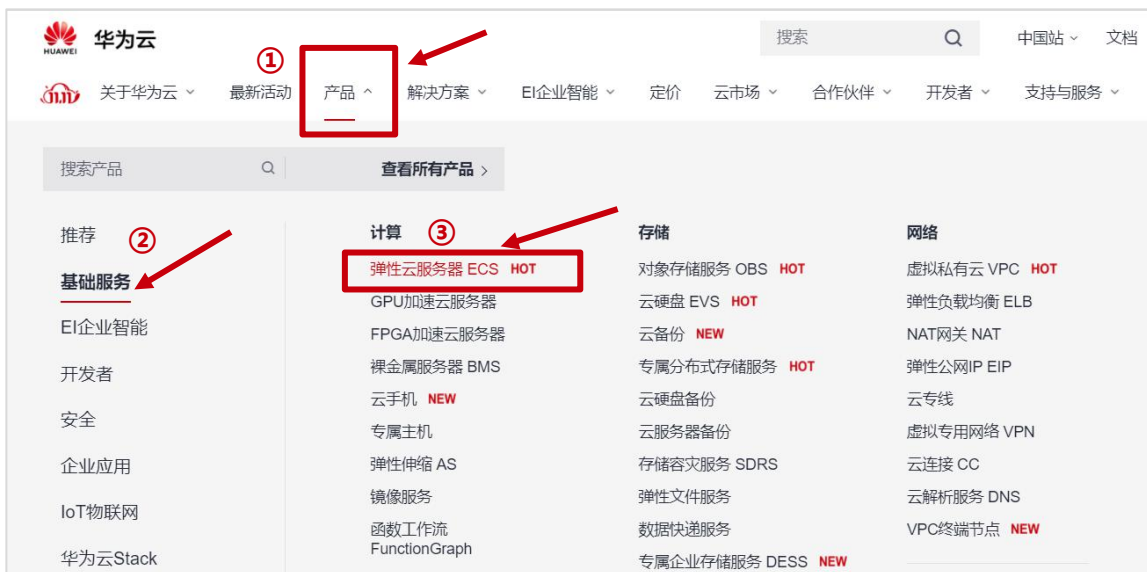 HUAWEI 华为云 搜索 中国站 文档
①
11.11 关于华为云 最新活动 产品 解决方案 EI企业智能 定价 云市场 合作伙伴 开发者 支持与服务
搜索产品 查看所有产品 >
推荐
②
基础服务
EI企业智能
开发者
安全
企业应用
IoT物联网
华为云Stack
计算 ③
弹性云服务器 ECS HOT
GPU加速云服务器
FPGA加速云服务器
裸金属服务器 BMS
云手机 NEW
专属主机
弹性伸缩 AS
镜像服务
函数工作流
FunctionGraph
存储
对象存储服务 OBS HOT
云硬盘 EVS HOT
云备份 NEW
专属分布式存储服务 HOT
云硬盘备份
云服务器备份
存储容灾服务 SDRS
弹性文件服务
数据快递服务
专属企业存储服务 DESS NEW
网络
虚拟私有云 VPC HOT
弹性负载均衡 ELB
NAT网关 NAT
弹性公网IP EIP
云专线
虚拟专用网络 VPN
云连接 CC
云解析服务 DNS
VPC终端节点 NEW